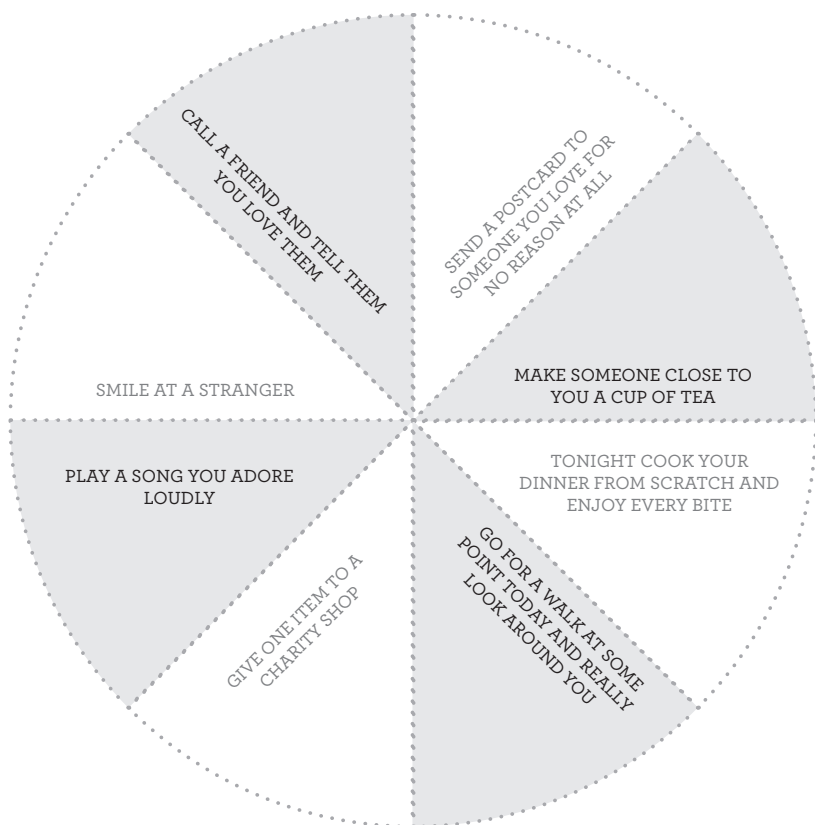 CALL A FRIEND AND TELL THEM
YOU LOVE THEM
SEND A POSTCARD TO
SOMEONE YOU LOVE FOR
NO REASON AT ALL
MAKE SOMEONE CLOSE TO
YOU A CUP OF TEA
TONIGHT COOK YOUR
DINNER FROM SCRATCH AND
ENJOY EVERY BITE
GO FOR A WALK AT SOME
POINT TODAY AND REALLY
LOOK AROUND YOU
GIVE ONE ITEM TO A
CHARITY SHOP
PLAY A SONG YOU ADORE
LOUDLY
SMILE AT A STRANGER